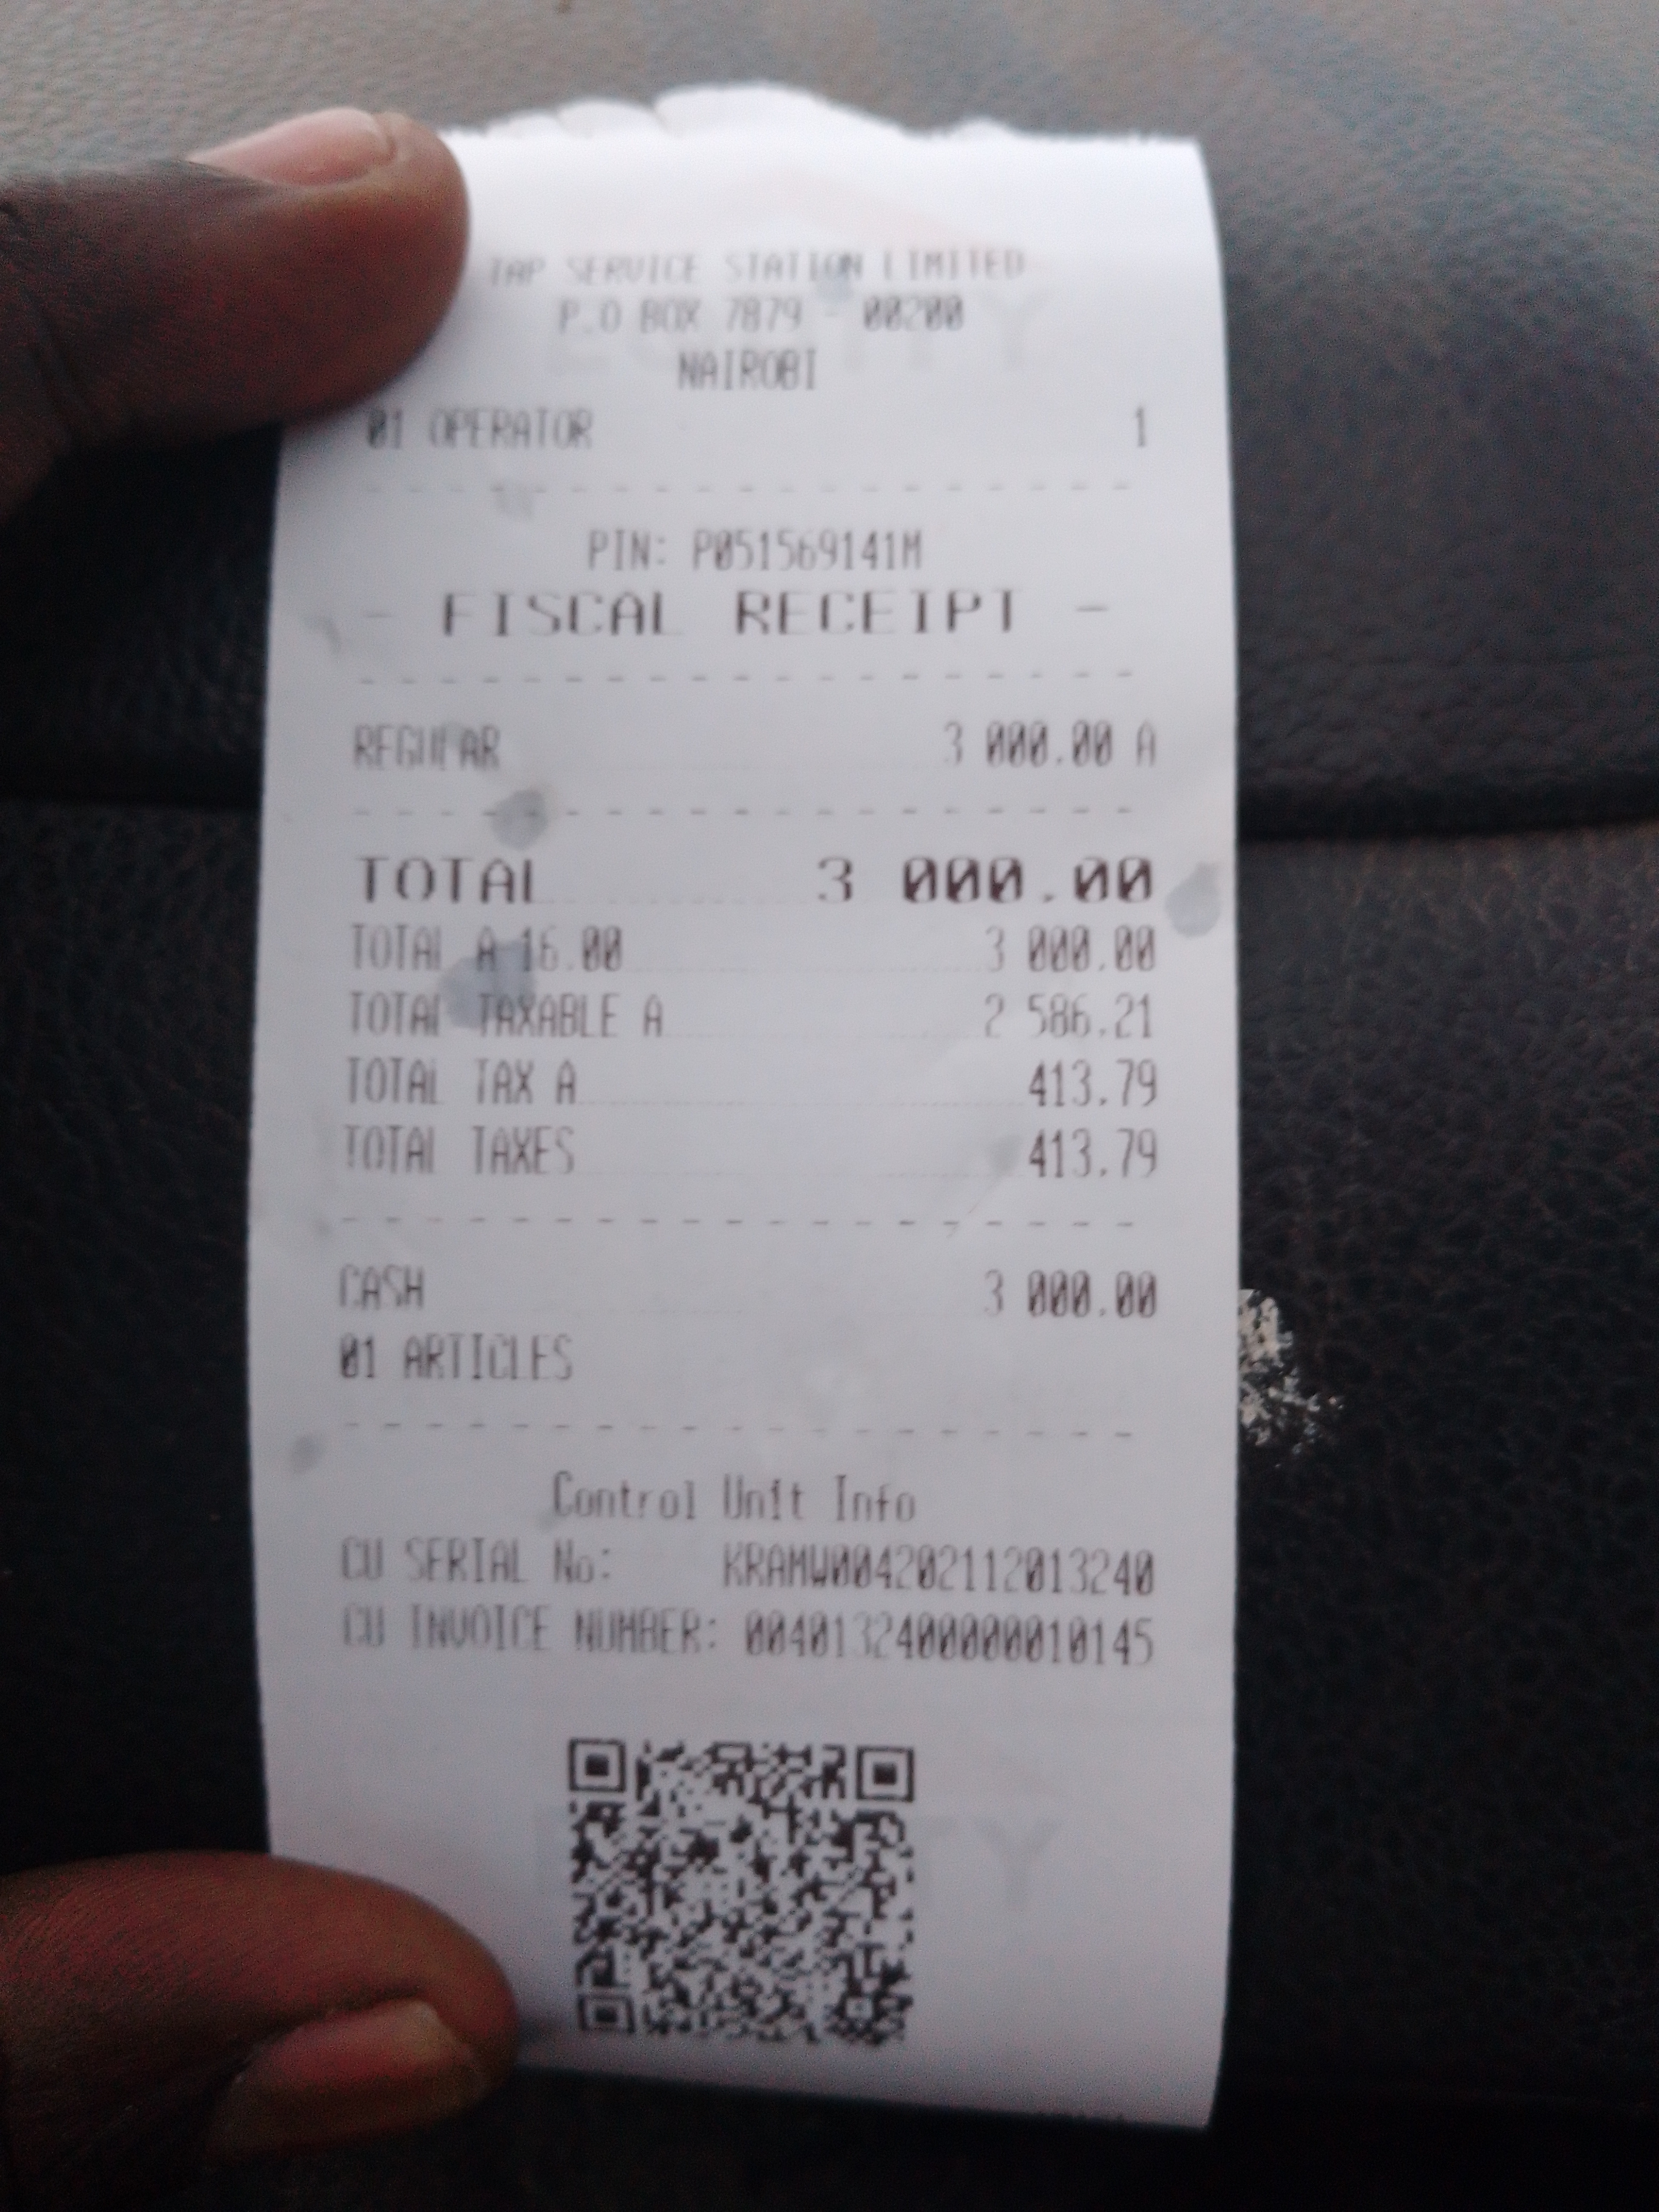 TAP SERVICE STATION LIMITED
P.O BOX 7879 - 00200
NAIROBI
01 OPERATOR 1
PIN: P051569141M
- FISCAL RECEIPT -
REGULAR 3 000.00 A
TOTAL 3 000.00
TOTAL A 16.00 3 000.00
TOTAL TAXABLE A 2 586.21
TOTAL TAX A 413.79
TOTAL TAXES 413.79
CASH 3 000.00
01 ARTICLES
Control Unit Info
CU SERIAL No: KRAMW004202112013240
CU INVOICE NUMBER: 0040132400000010145